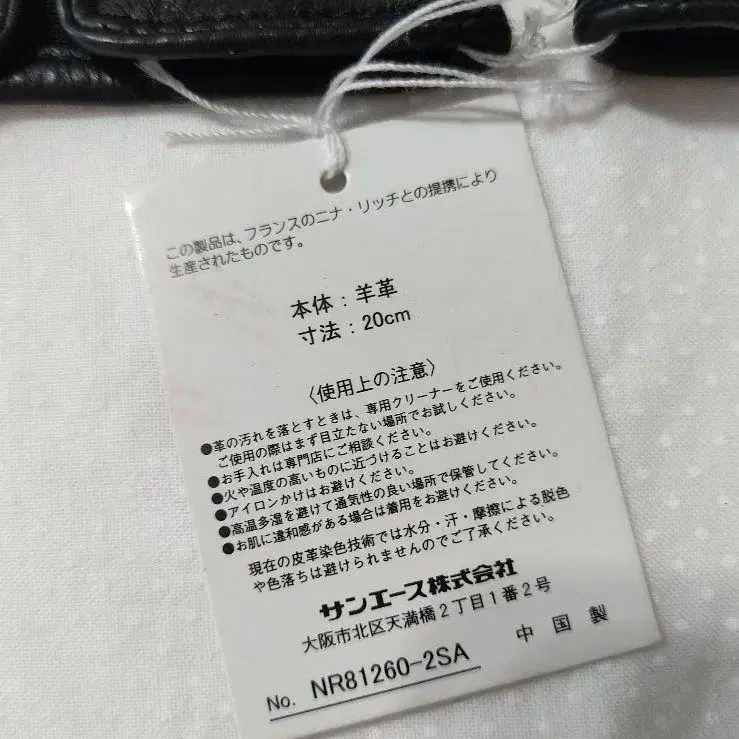 この製品は、フランスのニナ・リッチとの提携により
生産されたものです。
本体：羊革
寸法：20cm
〈使用上の注意〉
●革の汚れを落とすときは、専用クリーナーをご使用ください。
ご使用の際はまず目立たない場所でお試しください。
●お手入れは専門店にご相談ください。
●火や温度の高いものに近づけることはお避けください。
●アイロンかけはお避けください。
●高温多湿を避けて通気性の良い場所で保管してください。
●お肌に違和感がある場合は着用をお避けください。
現在の皮革染色技術では水分・汗・摩擦による脱色
や色落ちは避けられませんのでご了承ください。
サンエース株式会社
大阪市北区天満橋2丁目1番2号
中国製
No. NR81260-2SA